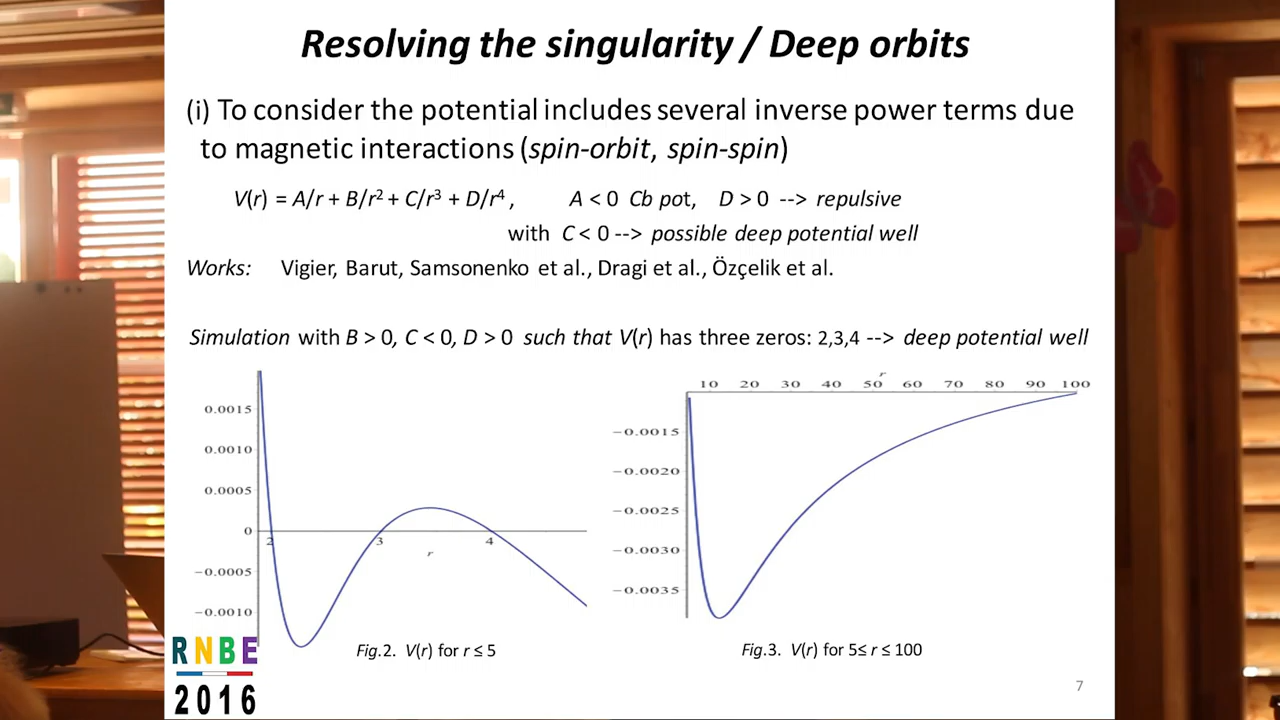 Resolving the singularity / Deep orbits
(i) To consider the potential includes several inverse power terms due
to magnetic interactions (spin-orbit, spin-spin)
V(r) = A/r + B/r² + C/r³ + D/r⁴ ,   A < 0  Cb pot,   D > 0  --> repulsive
with  C < 0 --> possible deep potential well
Works:   Vigier, Barut, Samsonenko et al., Dragi et al., Özçelik et al.
Simulation with B > 0, C < 0, D > 0  such that V(r) has three zeros: 2,3,4 --> deep potential well
0.0015
0.0010
0.0005
0
−0.0005
−0.0010
2 3 4
r
Fig.2.  V(r) for r ≤ 5
r
10 20 30 40 50 60 70 80 90 100
−0.0015
−0.0020
−0.0025
−0.0030
−0.0035
Fig.3.  V(r) for 5≤ r ≤ 100
RNBE
2016
7